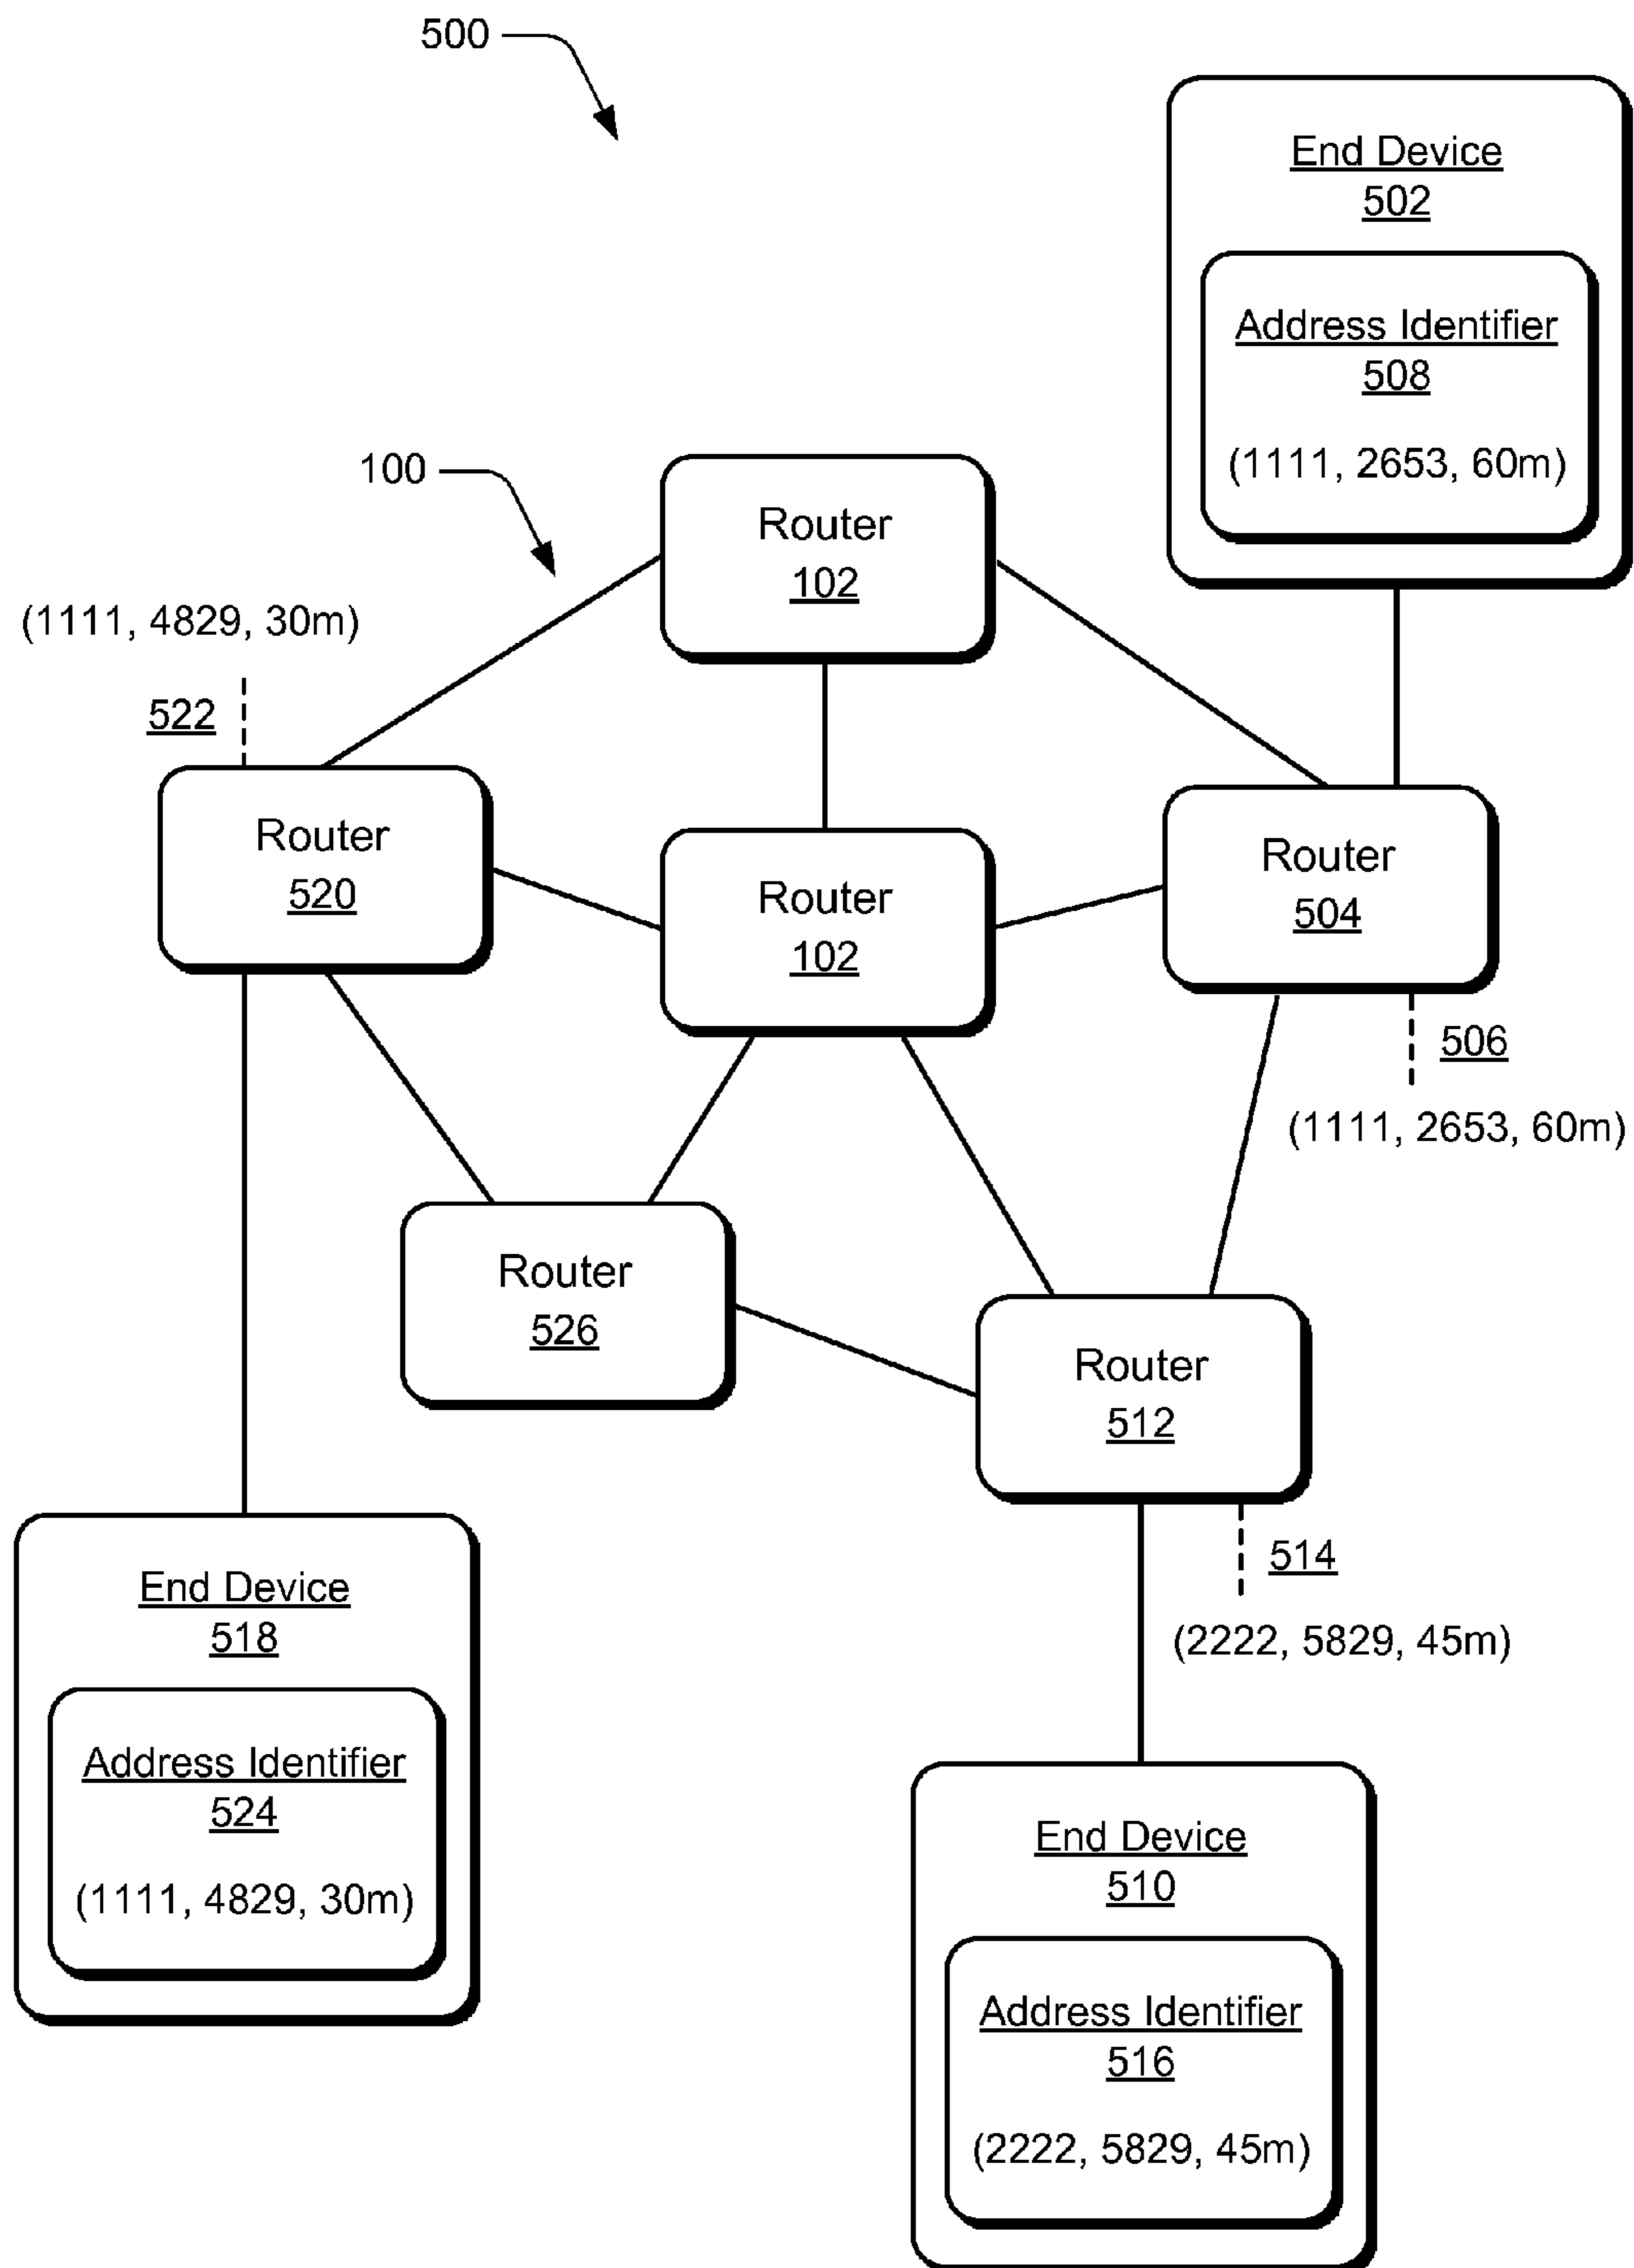 500
End Device
502
Address Identifier
508
(1111, 2653, 60m)
100
Router
102
(1111, 4829, 30m)
522
Router
520
Router
102
Router
504
506
(1111, 2653, 60m)
Router
526
Router
512
514
(2222, 5829, 45m)
End Device
518
Address Identifier
524
(1111, 4829, 30m)
End Device
510
Address Identifier
516
(2222, 5829, 45m)